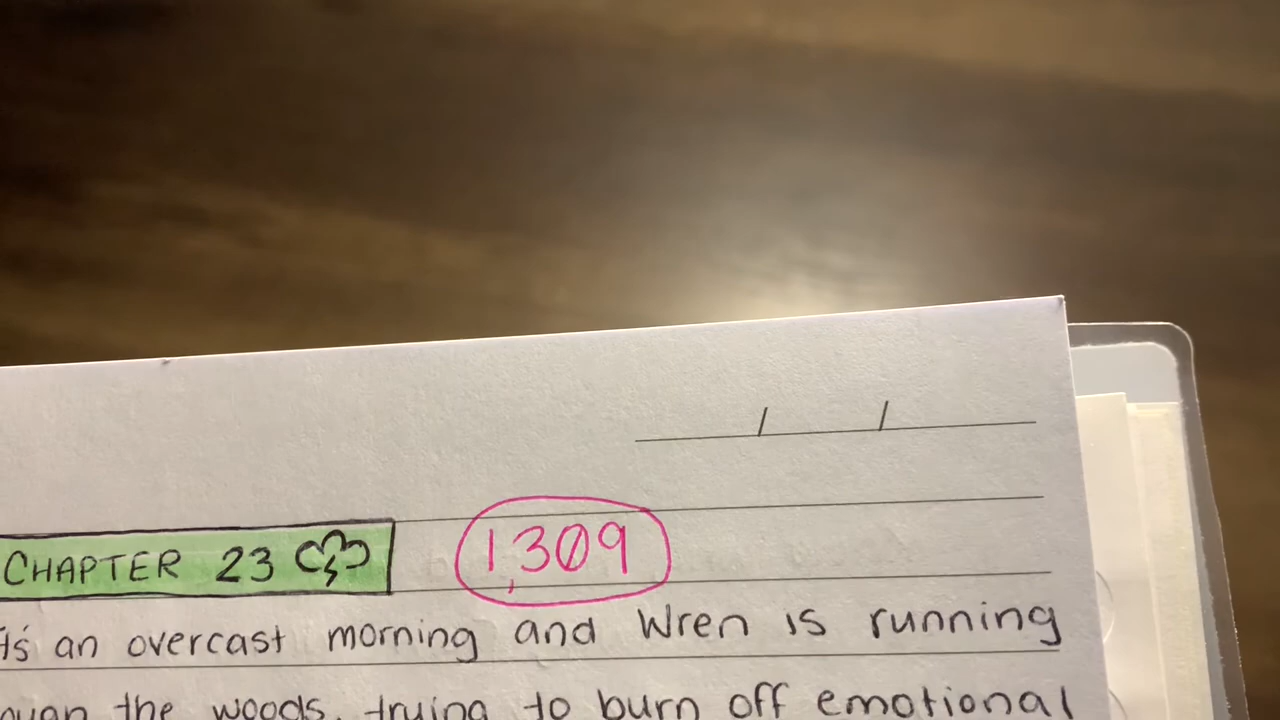 CHAPTER 23 1,309
it's an overcast morning and Wren is running
the woods, trying to burn off emotional